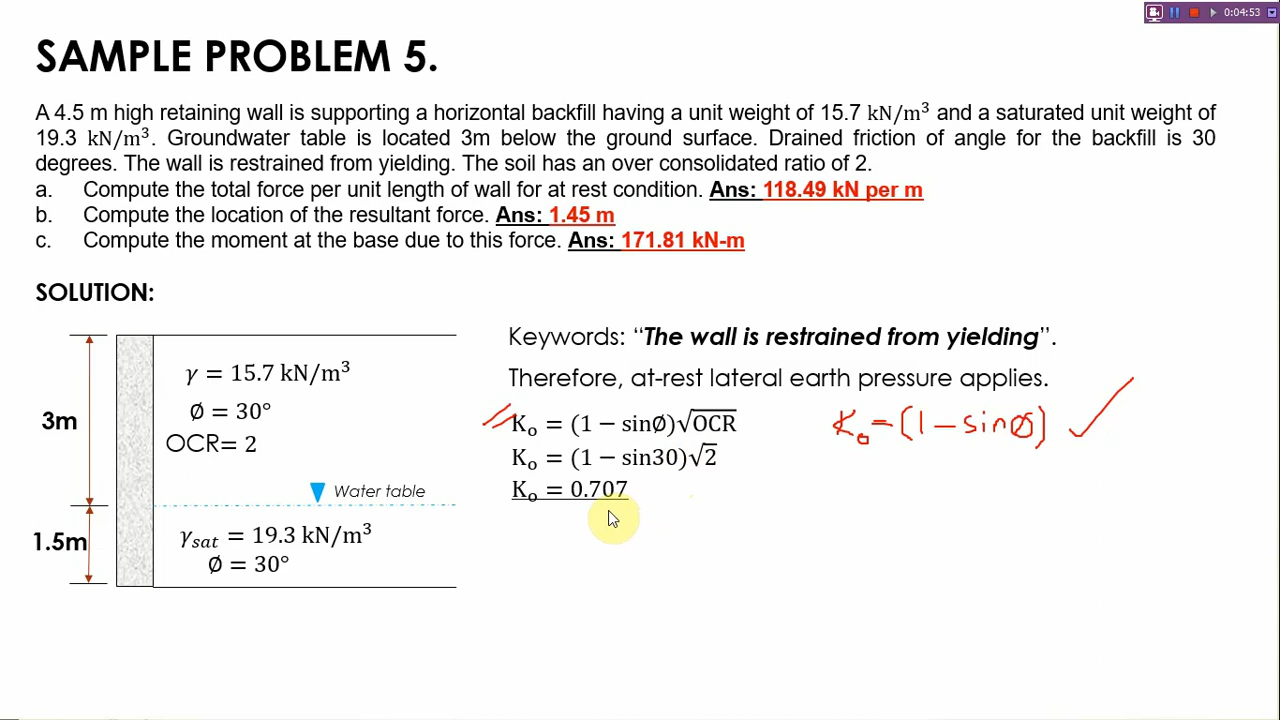 0:04:53
SAMPLE PROBLEM 5.
A 4.5 m high retaining wall is supporting a horizontal backfill having a unit weight of 15.7 kN/m³ and a saturated unit weight of
19.3 kN/m³. Groundwater table is located 3m below the ground surface. Drained friction of angle for the backfill is 30
degrees. The wall is restrained from yielding. The soil has an over consolidated ratio of 2.
a. Compute the total force per unit length of wall for at rest condition. Ans: 118.49 kN per m
b. Compute the location of the resultant force. Ans: 1.45 m
c. Compute the moment at the base due to this force. Ans: 171.81 kN-m
SOLUTION:
Keywords: “The wall is restrained from yielding”.
Therefore, at-rest lateral earth pressure applies.
K₀ = (1 − sin∅)√OCR
K₀ = (1 − sin30)√2
K₀ = 0.707
K₀ = (1 − sinø)
3m
γ = 15.7 kN/m³
∅ = 30°
OCR= 2
Water table
1.5m
γsat = 19.3 kN/m³
∅ = 30°